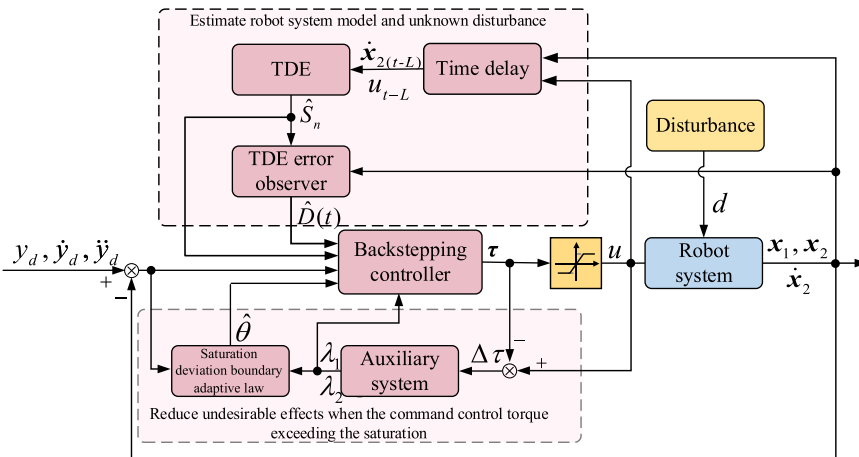 Estimate robot system model and unknown disturbance
TDE
ẋ₂₍t-L₎
u t-L
Time delay
Ŝn
Disturbance
TDE error
observer
d
D̂(t)
yd, ẏd, ÿd
+
−
Backstepping
controller
τ
u
Robot
system
x₁, x₂
ẋ₂
θ̂
Saturation
deviation boundary
adaptive law
λ₁
λ₂
Auxiliary
system
Δτ
−
+
Reduce undesirable effects when the command control torque
exceeding the saturation